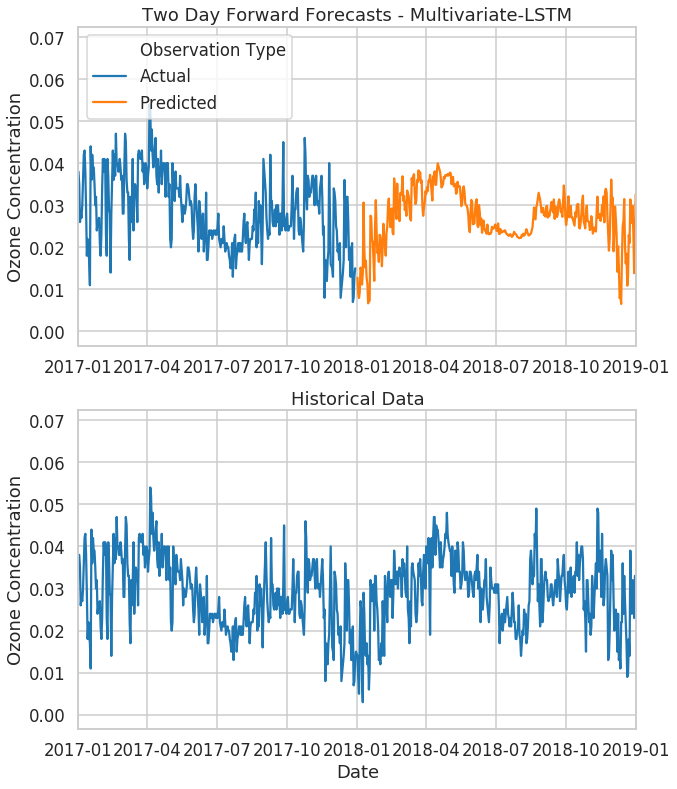 Two Day Forward Forecasts - Multivariate-LSTM
0.07
0.06
0.05
0.04
0.03
0.02
0.01
0.00
Ozone Concentration
Observation Type
Actual
Predicted
2017-01 2017-04 2017-07 2017-10 2018-01 2018-04 2018-07 2018-10 2019-01
Historical Data
0.07
0.06
0.05
0.04
0.03
0.02
0.01
0.00
Ozone Concentration
2017-01 2017-04 2017-07 2017-10 2018-01 2018-04 2018-07 2018-10 2019-01
Date